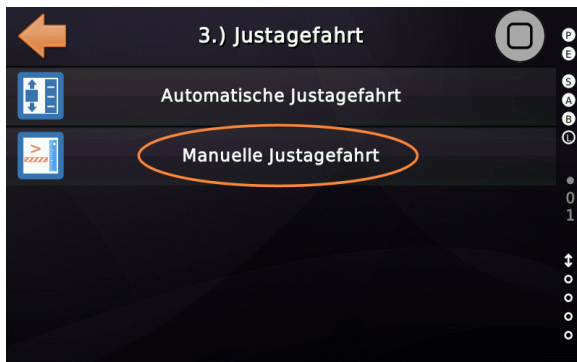 3.) Justagefahrt
P
E
Automatische Justagefahrt
S
A
B
L
Manuelle Justagefahrt
0
1